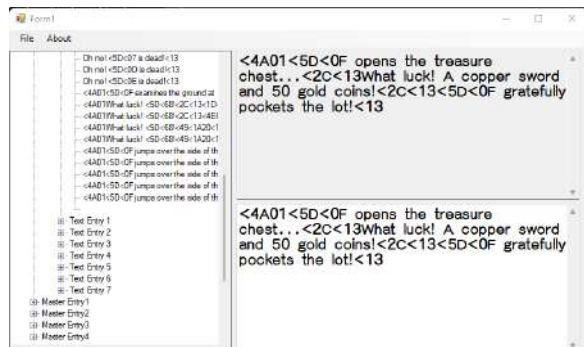 Form1
File About
Oh no! <5D<07 is dead!<13
Oh no! <5D<0D is dead!<13
Oh no! <5D<0E is dead!<13
<4A01<5D<0F examines the ground at
<4A01What luck! <5D<68!<2C<13<1D
<4A01What luck! <5D<68!<2C<13<4E
<4A01What luck! <5D<68!<49<1A20<1
<4A01What luck! <5D<68!<49<1A20<1
<4A01<5D<0F jumps over the side of th
<4A01<5D<0F jumps over the side of th
<4A01<5D<0F jumps over the side of th
<4A01<5D<0F jumps over the side of th
Text Entry 1
Text Entry 2
Text Entry 3
Text Entry 4
Text Entry 5
Text Entry 6
Text Entry 7
Master Entry1
Master Entry2
Master Entry3
Master Entry4
<4A01<5D<0F opens the treasure
chest...<2C<13What luck! A copper sword
and 50 gold coins!<2C<13<5D<0F gratefully
pockets the lot!<13
<4A01<5D<0F opens the treasure
chest...<2C<13What luck! A copper sword
and 50 gold coins!<2C<13<5D<0F gratefully
pockets the lot!<13